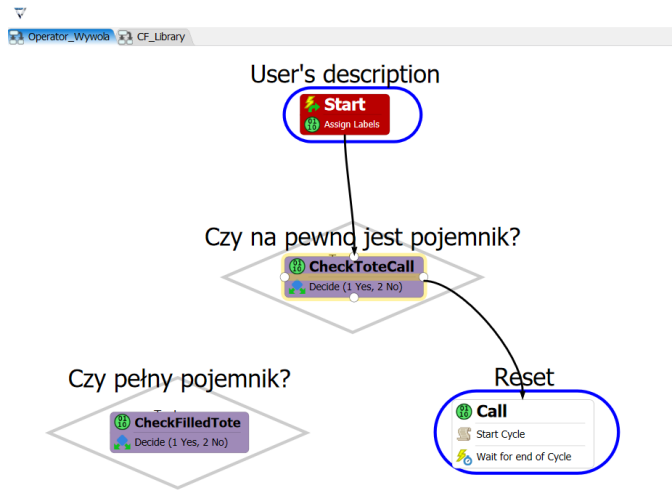 Operator_Wywoła
CF_Library
User's description
Start
Assign Labels
Czy na pewno jest pojemnik?
CheckToteCall
Decide (1 Yes, 2 No)
Reset
Call
Start Cycle
Wait for end of Cycle
Czy pełny pojemnik?
CheckFilledTote
Decide (1 Yes, 2 No)